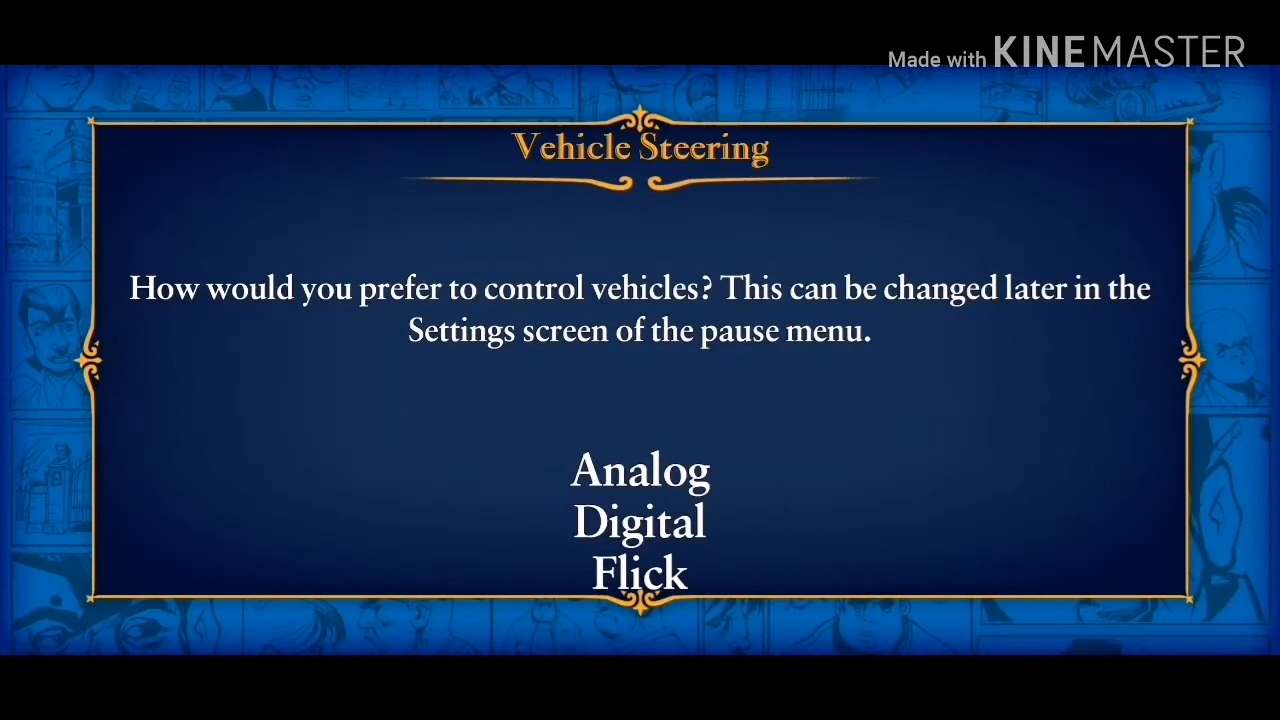 Made with KINEMASTER
Vehicle Steering
How would you prefer to control vehicles? This can be changed later in the
Settings screen of the pause menu.
Analog
Digital
Flick